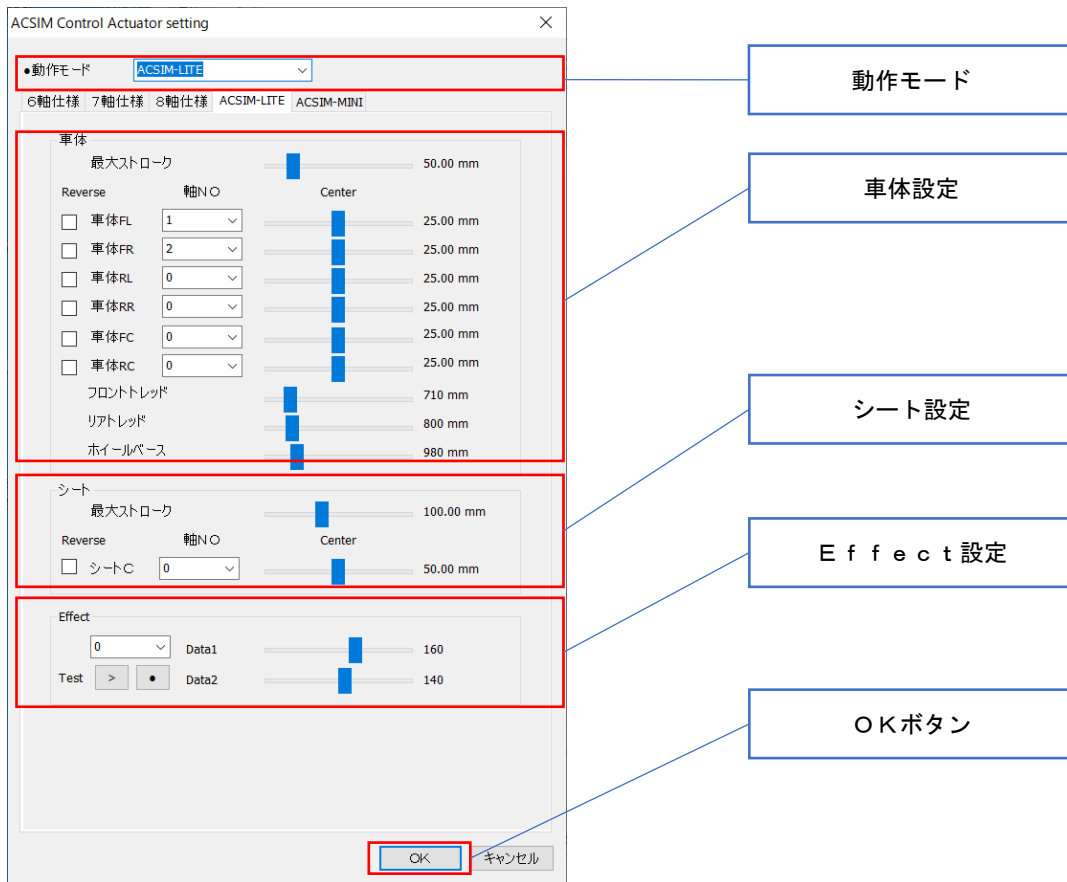 ACSIM Control Actuator setting
●動作モード ACSIM-LITE
6軸仕様 7軸仕様 8軸仕様 ACSIM-LITE ACSIM-MINI
車体
最大ストローク 50.00 mm
Reverse 軸NO Center
車体FL 1 25.00 mm
車体FR 2 25.00 mm
車体RL 0 25.00 mm
車体RR 0 25.00 mm
車体FC 0 25.00 mm
車体RC 0 25.00 mm
フロントトレッド 710 mm
リアトレッド 800 mm
ホイールベース 980 mm
シート
最大ストローク 100.00 mm
Reverse 軸NO Center
シートC 0 50.00 mm
Effect
0 Data1 160
Test > ● Data2 140
OK キャンセル
動作モード
車体設定
シート設定
Ｅｆｆｅｃｔ設定
ＯＫボタン